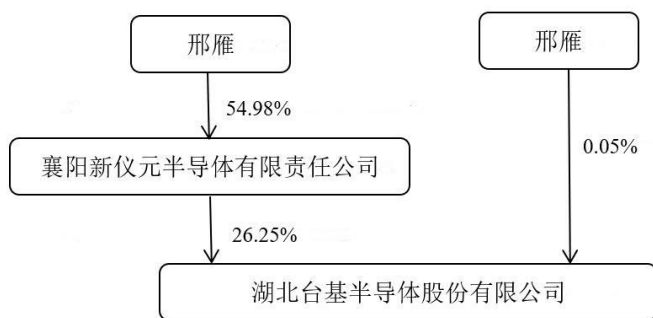 邢雁
邢雁
54.98%
0.05%
襄阳新仪元半导体有限责任公司
26.25%
湖北台基半导体股份有限公司